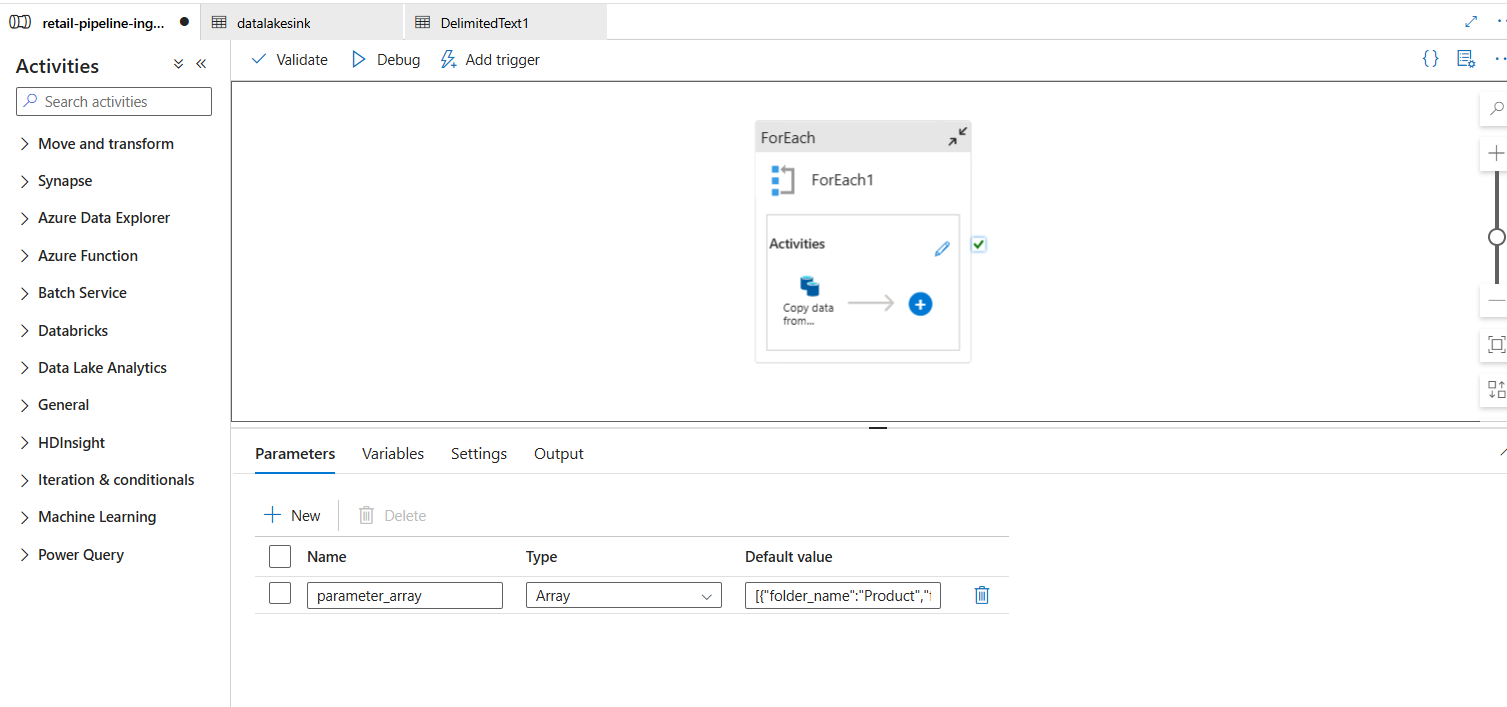 retail-pipeline-ing...
datalakesink
DelimitedText1
Activities
Search activities
Move and transform
Synapse
Azure Data Explorer
Azure Function
Batch Service
Databricks
Data Lake Analytics
General
HDInsight
Iteration & conditionals
Machine Learning
Power Query
Validate
Debug
Add trigger
{}
ForEach
ForEach1
Activities
Copy data
from...
Parameters
Variables
Settings
Output
New
Delete
Name
Type
Default value
parameter_array
Array
[{"folder_name":"Product","